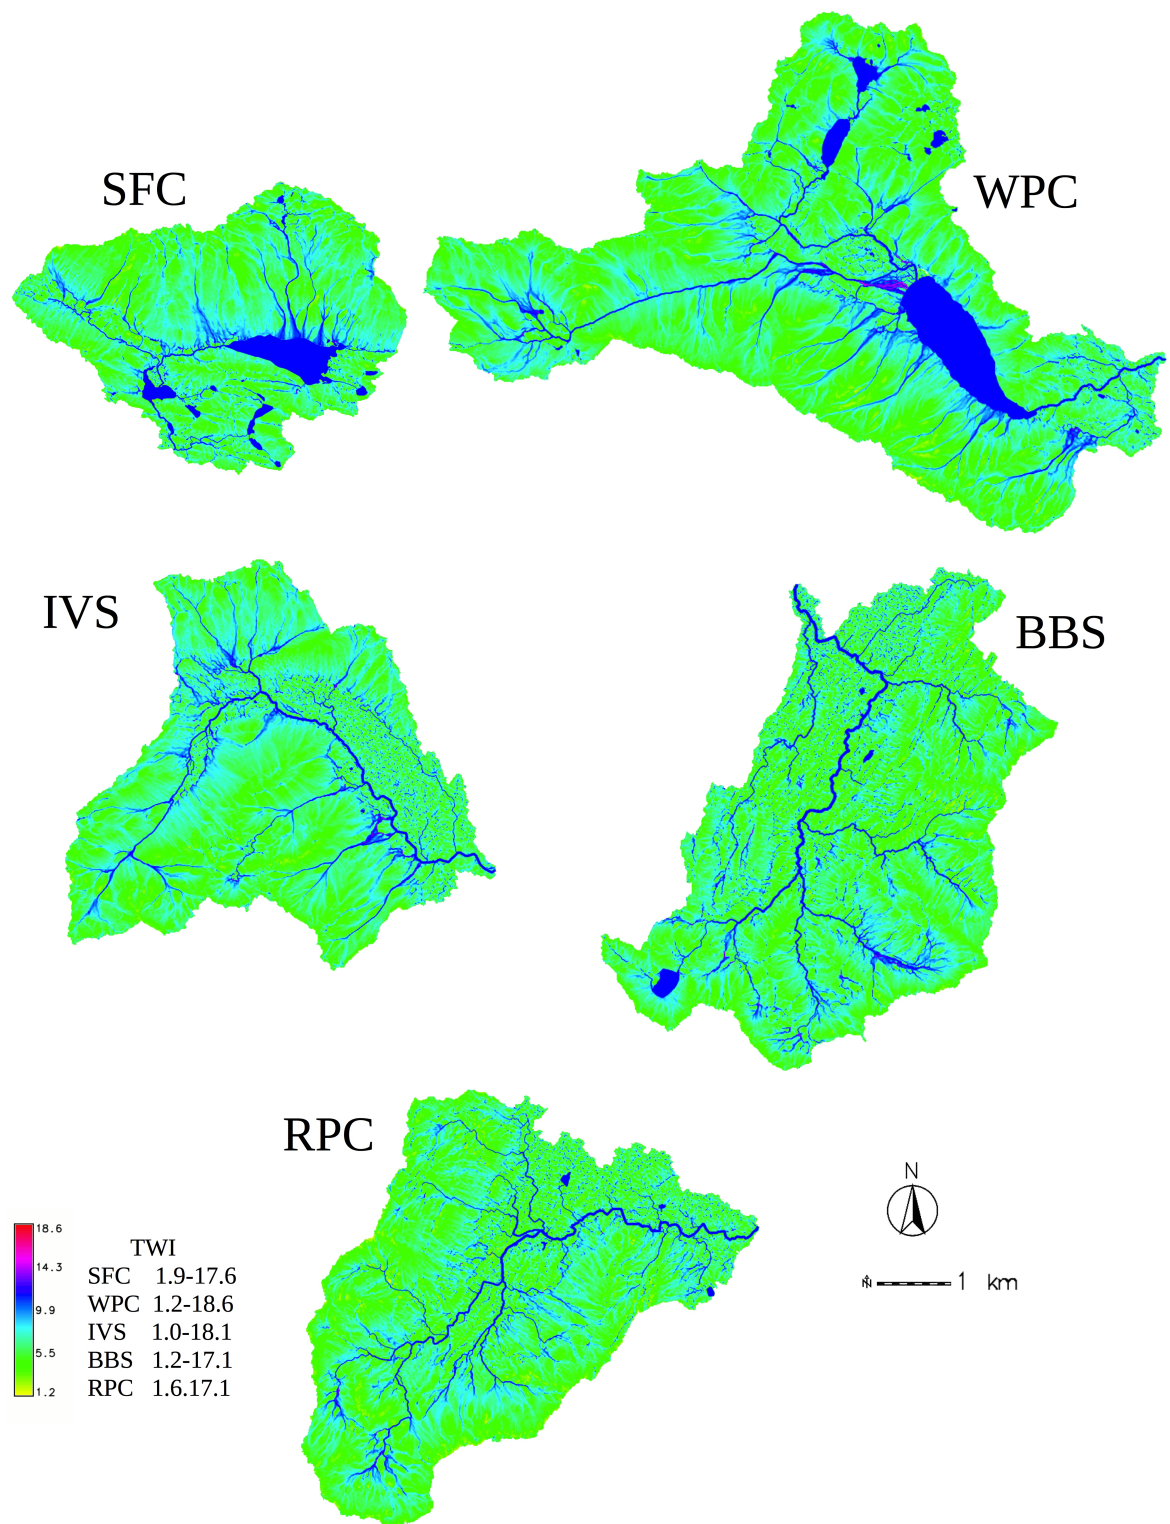 SFC
WPC
IVS
BBS
RPC
N
18.6
14.3
9.9
5.5
1.2
TWI
SFC 1.9-17.6
WPC 1.2-18.6
IVS 1.0-18.1
BBS 1.2-17.1
RPC 1.6.17.1
N
1 km